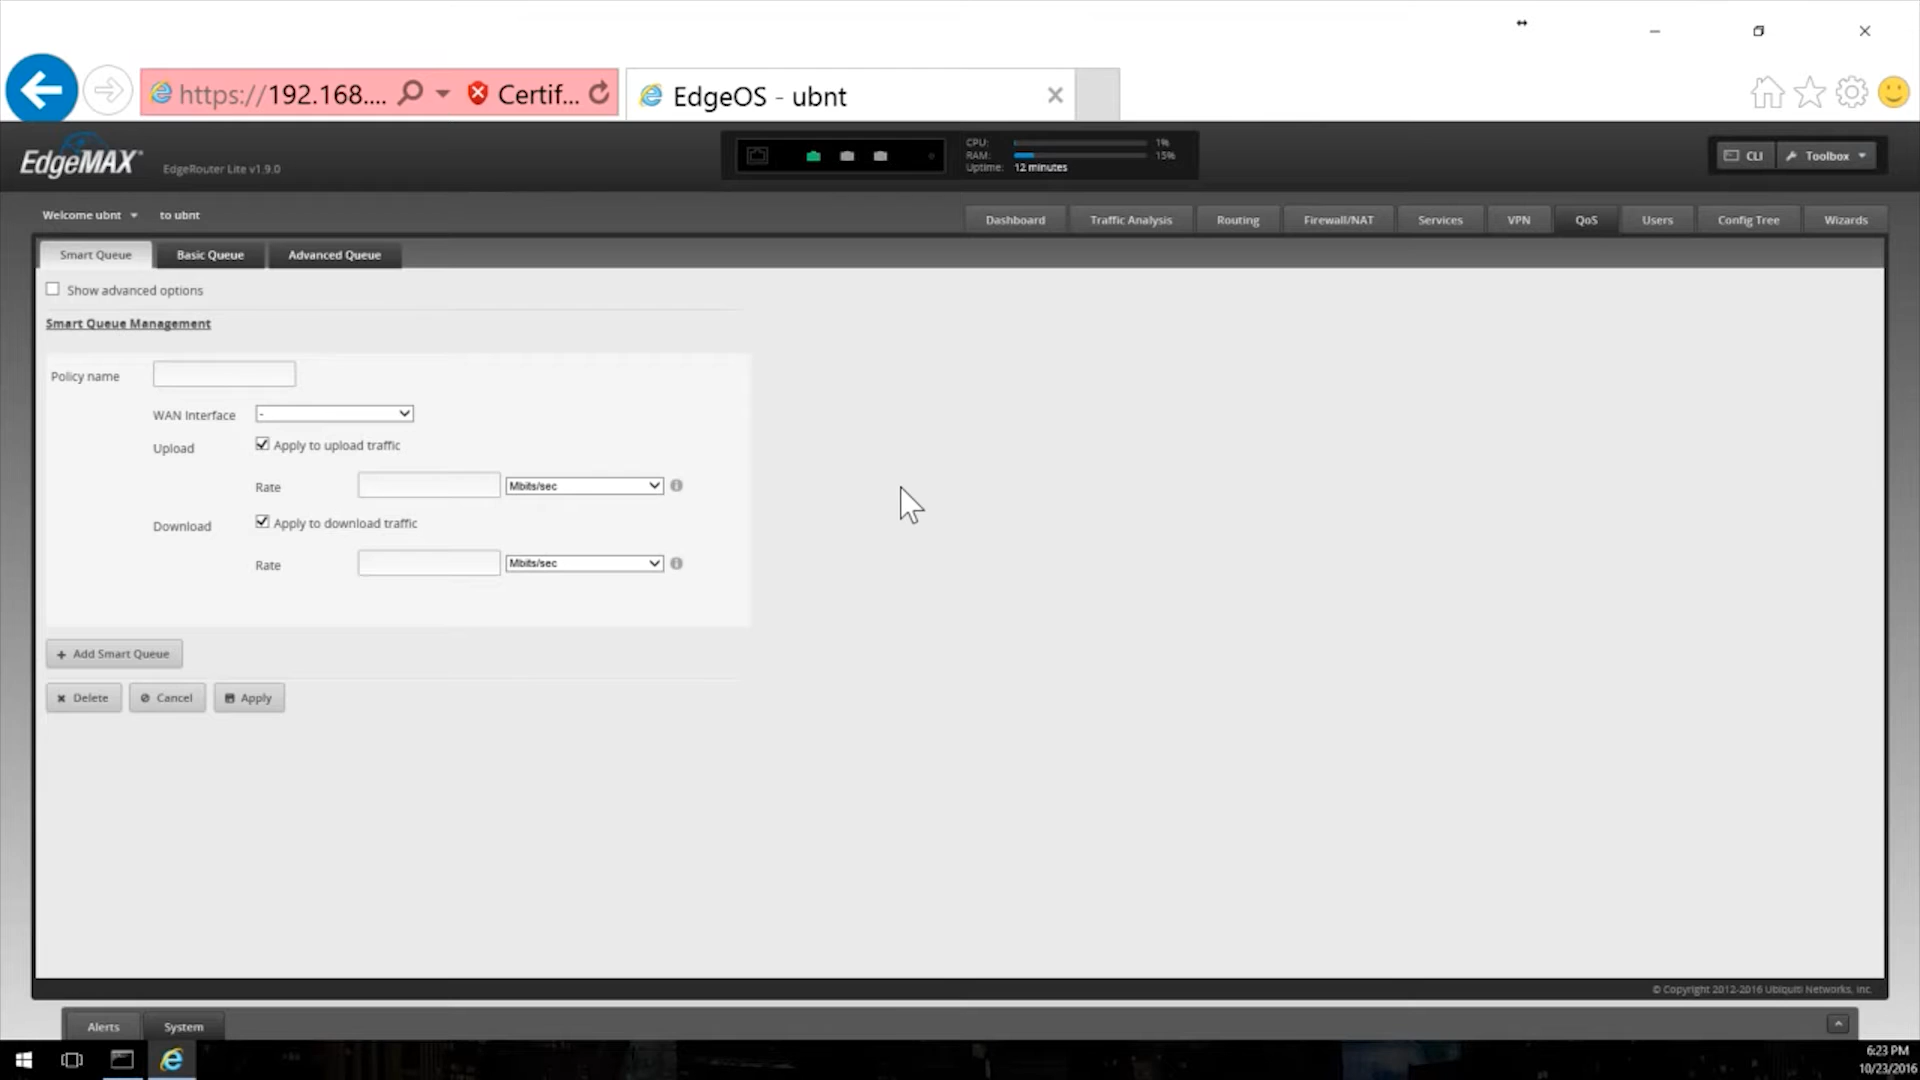 https://192.168.... Certif... EdgeOS - ubnt
EdgeMAX EdgeRouter Lite v1.9.0
CPU: 1%
RAM: 15%
Uptime: 12 minutes
CLI Toolbox
Welcome ubnt to ubnt
Dashboard Traffic Analysis Routing Firewall/NAT Services VPN QoS Users Config Tree Wizards
Smart Queue Basic Queue Advanced Queue
Show advanced options
Smart Queue Management
Policy name
WAN Interface -
Upload Apply to upload traffic
Rate Mbits/sec
Download Apply to download traffic
Rate Mbits/sec
+ Add Smart Queue
Delete Cancel Apply
© Copyright 2012-2016 Ubiquiti Networks, Inc.
Alerts System
6:23 PM
10/23/2016